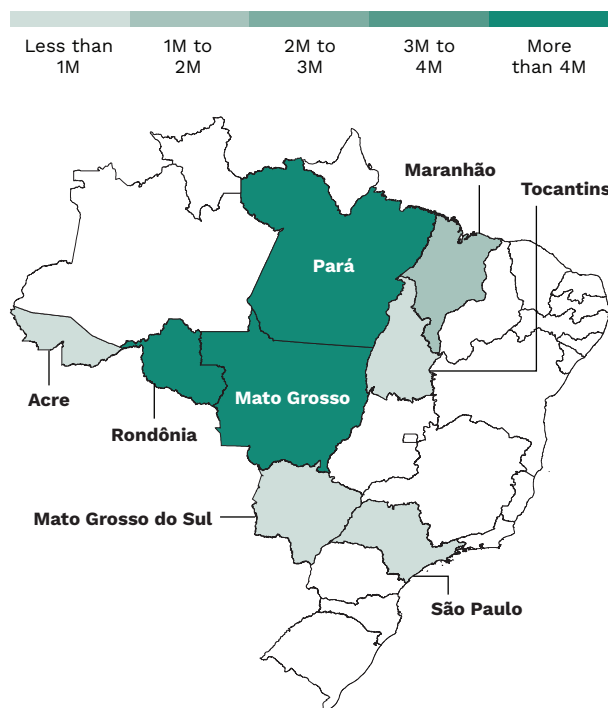 Less than
1M
1M to
2M
2M to
3M
3M to
4M
More
than 4M
Maranhão
Tocantins
Pará
Acre
Mato Grosso
Rondônia
Mato Grosso do Sul
São Paulo